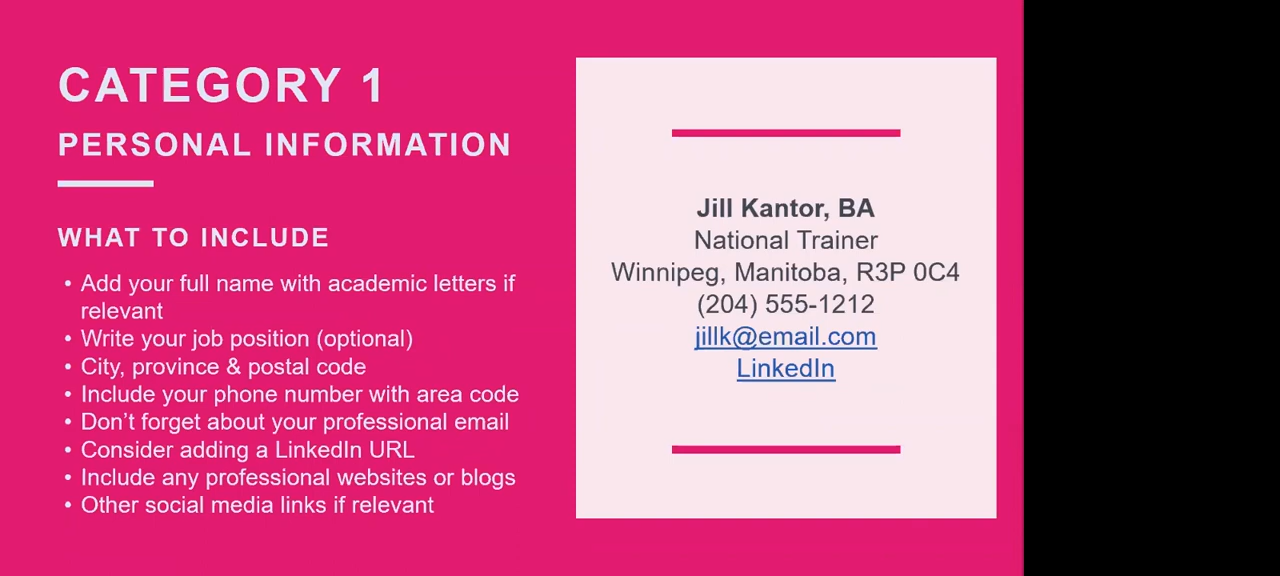 CATEGORY 1
PERSONAL INFORMATION
WHAT TO INCLUDE
• Add your full name with academic letters if
relevant
• Write your job position (optional)
• City, province & postal code
• Include your phone number with area code
• Don’t forget about your professional email
• Consider adding a LinkedIn URL
• Include any professional websites or blogs
• Other social media links if relevant
Jill Kantor, BA
National Trainer
Winnipeg, Manitoba, R3P 0C4
(204) 555-1212
jillk@email.com
LinkedIn